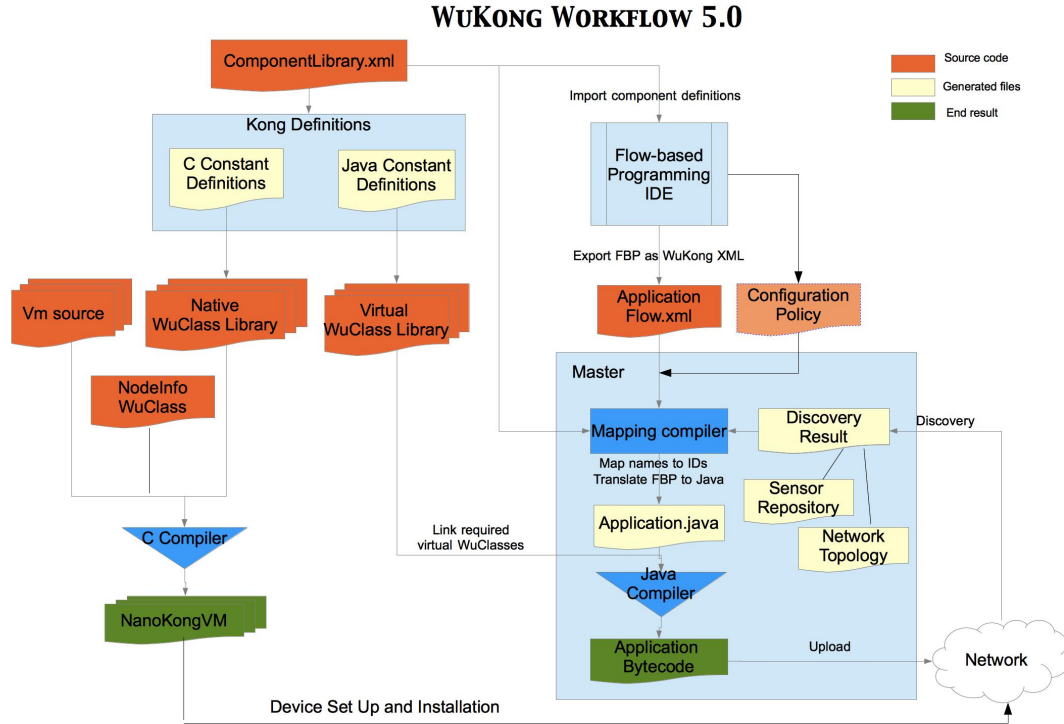 WuKong Workflow 5.0
ComponentLibrary.xml
Source code
Generated files
End result
Import component definitions
Kong Definitions
C Constant
Definitions
Java Constant
Definitions
Flow-based
Programming
IDE
Export FBP as WuKong XML
Vm source
Native
WuClass Library
Virtual
WuClass Library
Application
Flow.xml
Configuration
Policy
NodeInfo
WuClass
Master
Mapping compiler
Discovery
Result
Discovery
Map names to IDs
Translate FBP to Java
Sensor
Repository
Network
Topology
Application.java
Link required
virtual WuClasses
C Compiler
Java
Compiler
NanoKongVM
Application
Bytecode
Upload
Network
Device Set Up and Installation